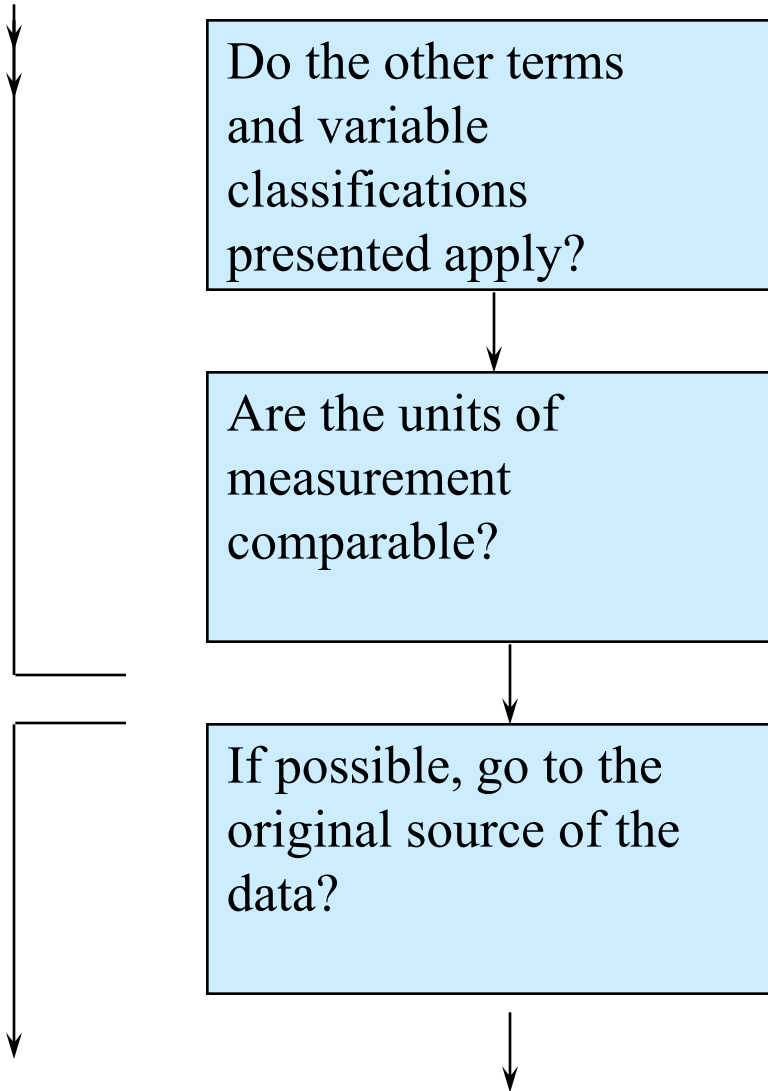 Do the other terms
and variable
classifications
presented apply?
Are the units of
measurement
comparable?
If possible, go to the
original source of the
data?